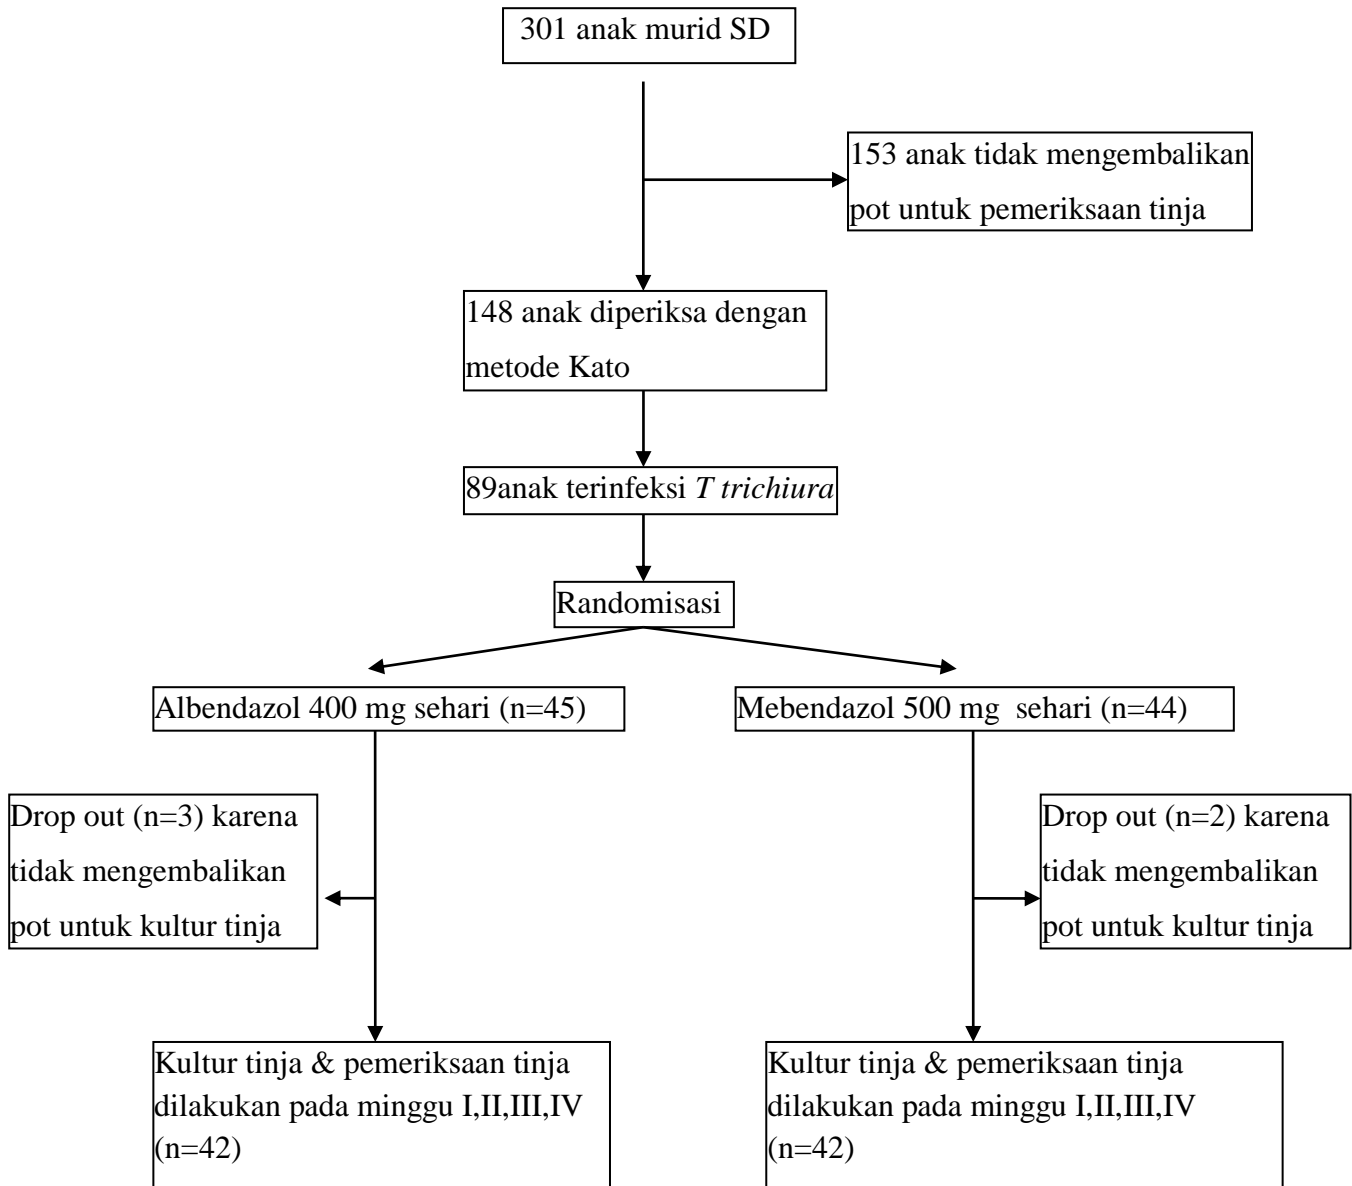 301 anak murid SD
153 anak tidak mengembalikan
pot untuk pemeriksaan tinja
148 anak diperiksa dengan
metode Kato
89anak terinfeksi T trichiura
Randomisasi
Albendazol 400 mg sehari (n=45)
Mebendazol 500 mg  sehari (n=44)
Drop out (n=3) karena
tidak mengembalikan
pot untuk kultur tinja
Drop out (n=2) karena
tidak mengembalikan
pot untuk kultur tinja
Kultur tinja & pemeriksaan tinja
dilakukan pada minggu I,II,III,IV
(n=42)
Kultur tinja & pemeriksaan tinja
dilakukan pada minggu I,II,III,IV
(n=42)